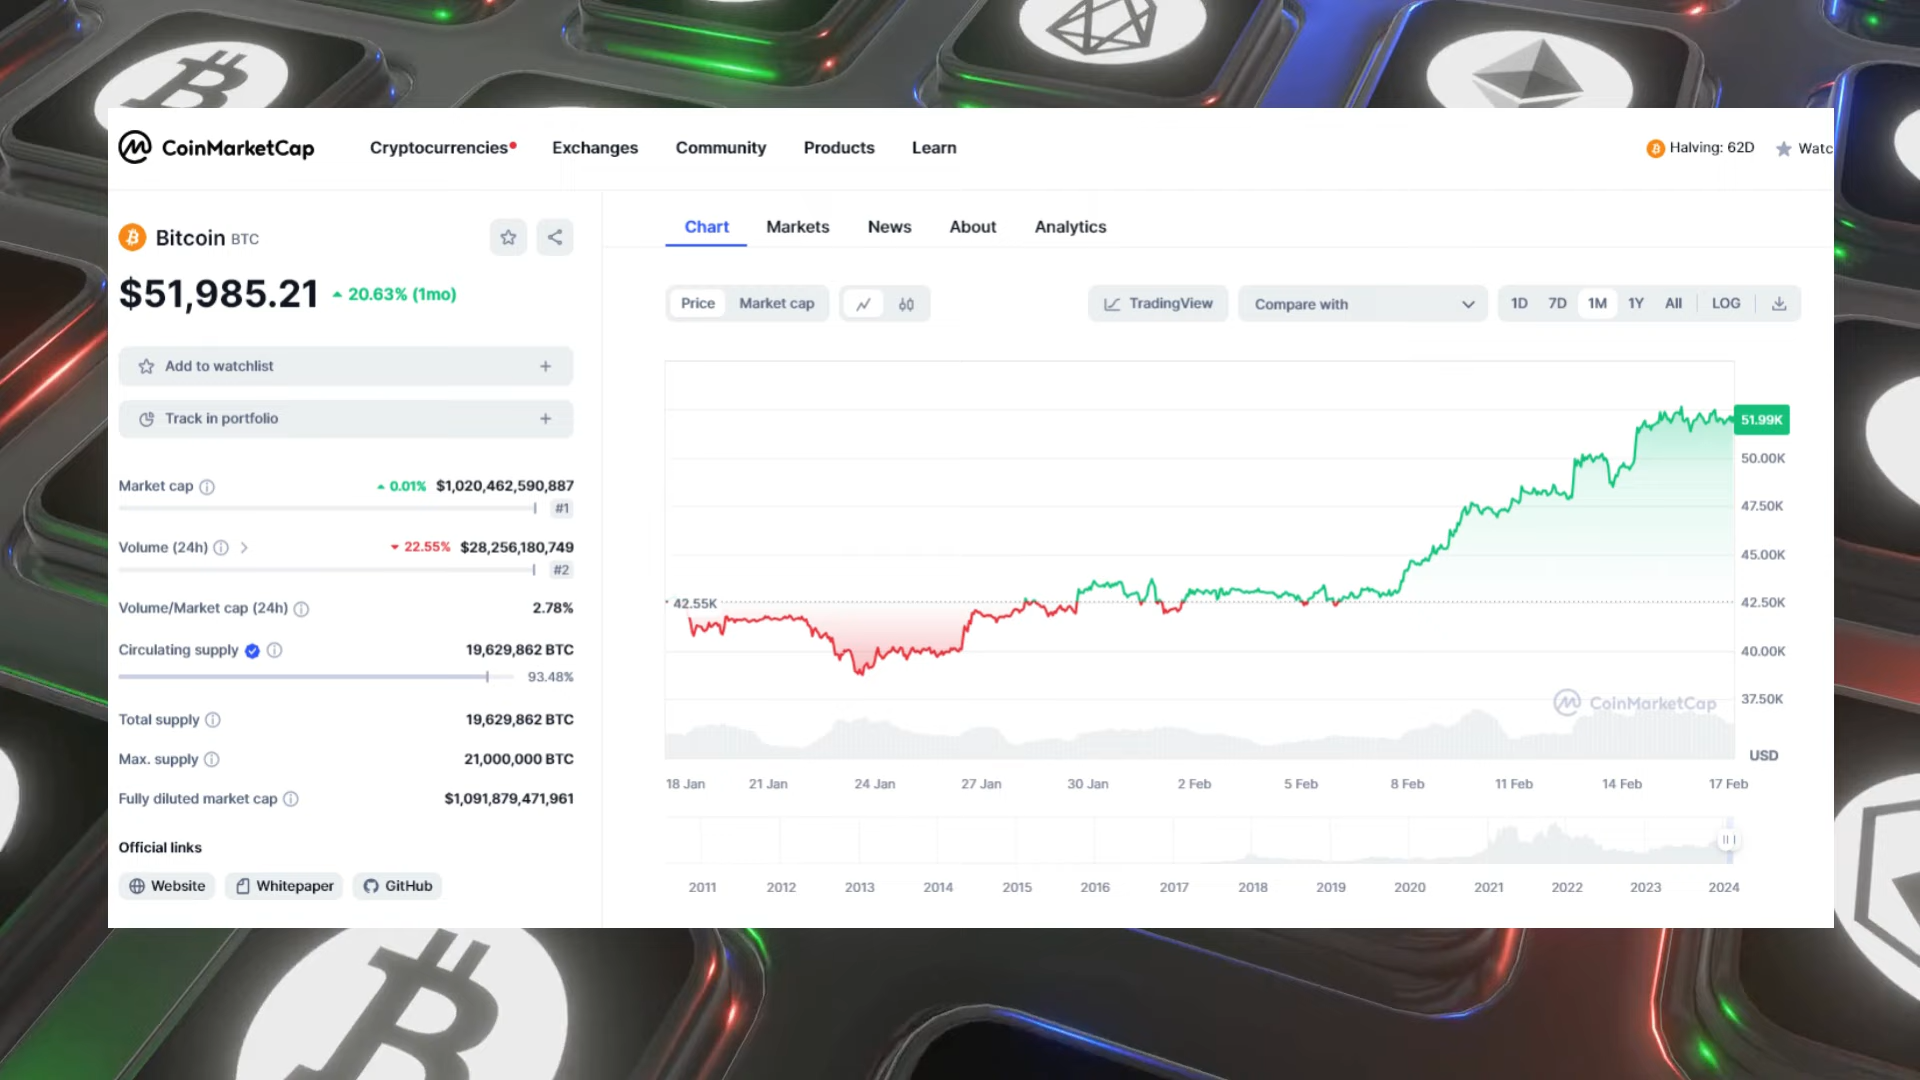 CoinMarketCap
Cryptocurrencies Exchanges Community Products Learn
Halving: 62D Watc
Bitcoin BTC
$51,985.21 20.63% (1mo)
Add to watchlist +
Track in portfolio +
Market cap 0.01% $1,020,462,590,887
#1
Volume (24h) 22.55% $28,256,180,749
#2
Volume/Market cap (24h) 2.78%
Circulating supply 19,629,862 BTC
93.48%
Total supply 19,629,862 BTC
Max. supply 21,000,000 BTC
Fully diluted market cap $1,091,879,471,961
Official links
Website Whitepaper GitHub
Chart Markets News About Analytics
Price Market cap TradingView Compare with 1D 7D 1M 1Y All LOG
51.99K
50.00K
47.50K
45.00K
42.55K 42.50K
40.00K
37.50K
CoinMarketCap
USD
18 Jan 21 Jan 24 Jan 27 Jan 30 Jan 2 Feb 5 Feb 8 Feb 11 Feb 14 Feb 17 Feb
2011 2012 2013 2014 2015 2016 2017 2018 2019 2020 2021 2022 2023 2024